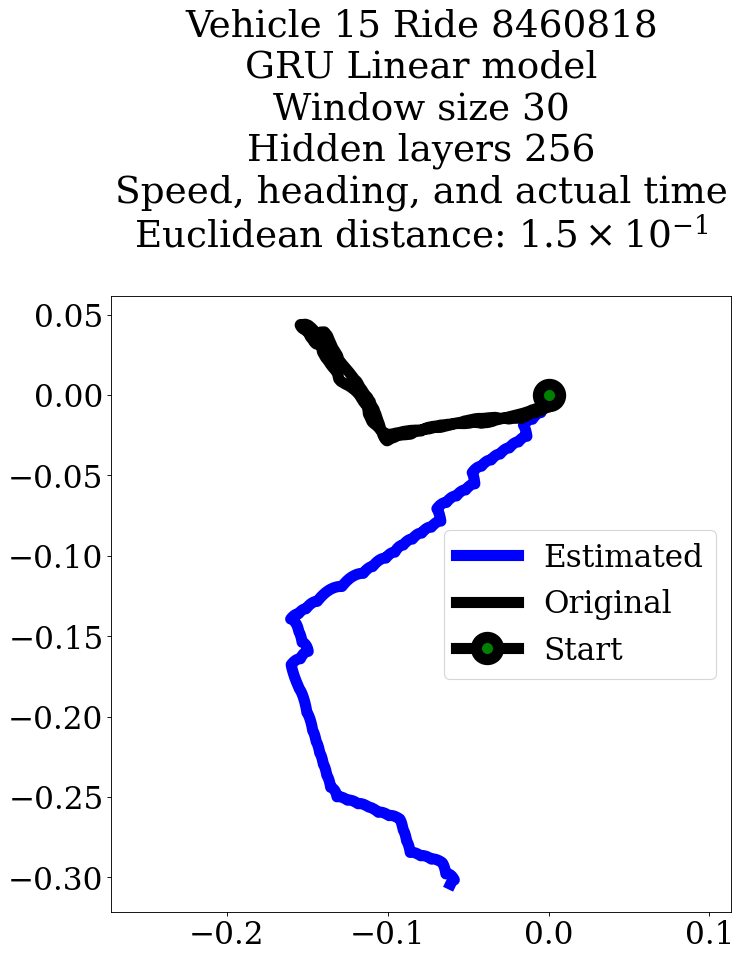 Vehicle 15 Ride 8460818
GRU Linear model
Window size 30
Hidden layers 256
Speed, heading, and actual time
Euclidean distance: 1.5 × 10⁻¹
0.05
0.00
−0.05
−0.10
−0.15
−0.20
−0.25
−0.30
Estimated
Original
Start
−0.2
−0.1
0.0
0.1